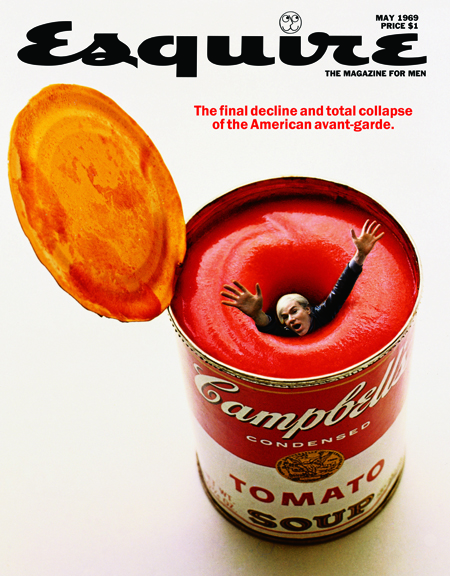 Esquire
MAY 1969
PRICE $1
THE MAGAZINE FOR MEN
The final decline and total collapse
of the American avant-garde.
Campbell's
CONDENSED
TOMATO
SOUP